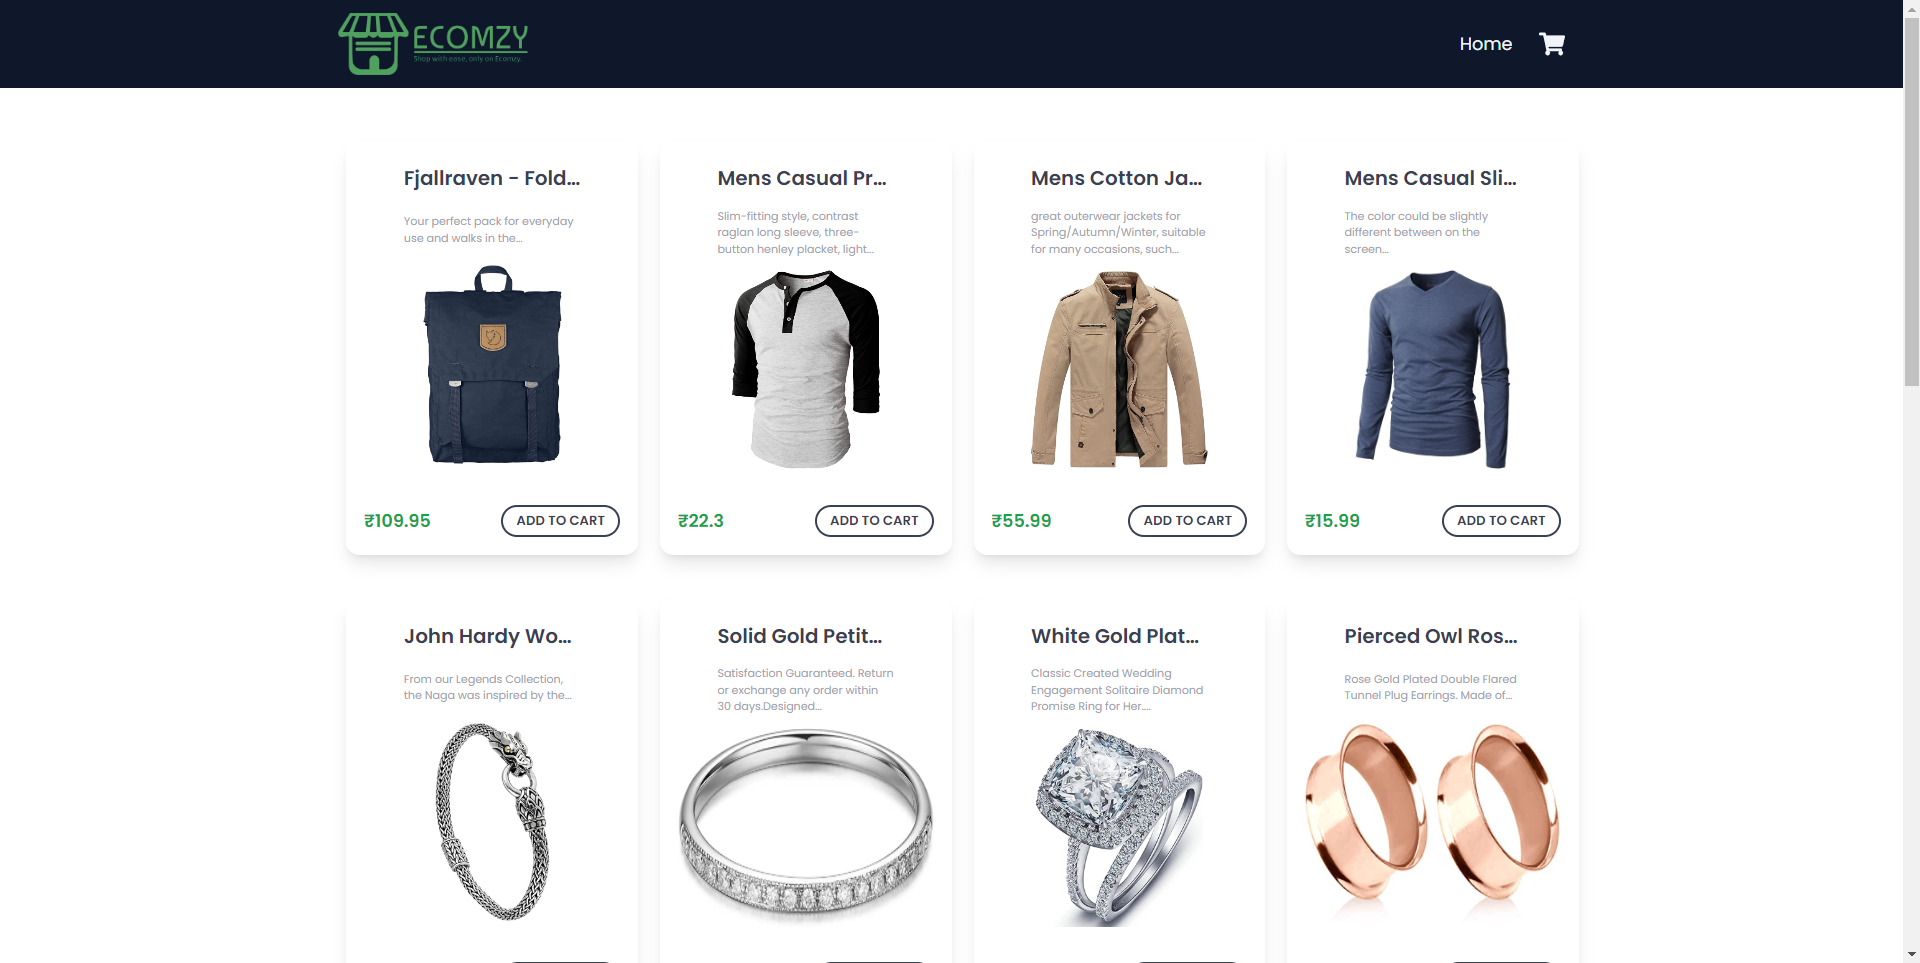 ECOMZY
Shop with ease, only on Ecomzy.
Home
Fjallraven - Fold...
Mens Casual Pr...
Mens Cotton Ja...
Mens Casual Sli...
Your perfect pack for everyday
use and walks in the...
Slim-fitting style, contrast
raglan long sleeve, three-
button henley placket, light...
great outerwear jackets for
Spring/Autumn/Winter, suitable
for many occasions, such...
The color could be slightly
different between on the
screen...
₹109.95
ADD TO CART
₹22.3
ADD TO CART
₹55.99
ADD TO CART
₹15.99
ADD TO CART
John Hardy Wo...
Solid Gold Petit...
White Gold Plat...
Pierced Owl Ros...
From our Legends Collection,
the Naga was inspired by the...
Satisfaction Guaranteed. Return
or exchange any order within
30 days.Designed...
Classic Created Wedding
Engagement Solitaire Diamond
Promise Ring for Her....
Rose Gold Plated Double Flared
Tunnel Plug Earrings. Made of...